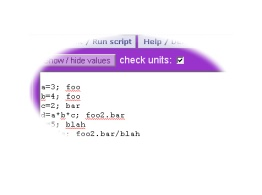 / Run script | Help /
/ hide values check units:
a=3; foo
b=4; foo
c=2; bar
d=a*b*c; foo2.bar
=5; blah
foo2.bar/blah